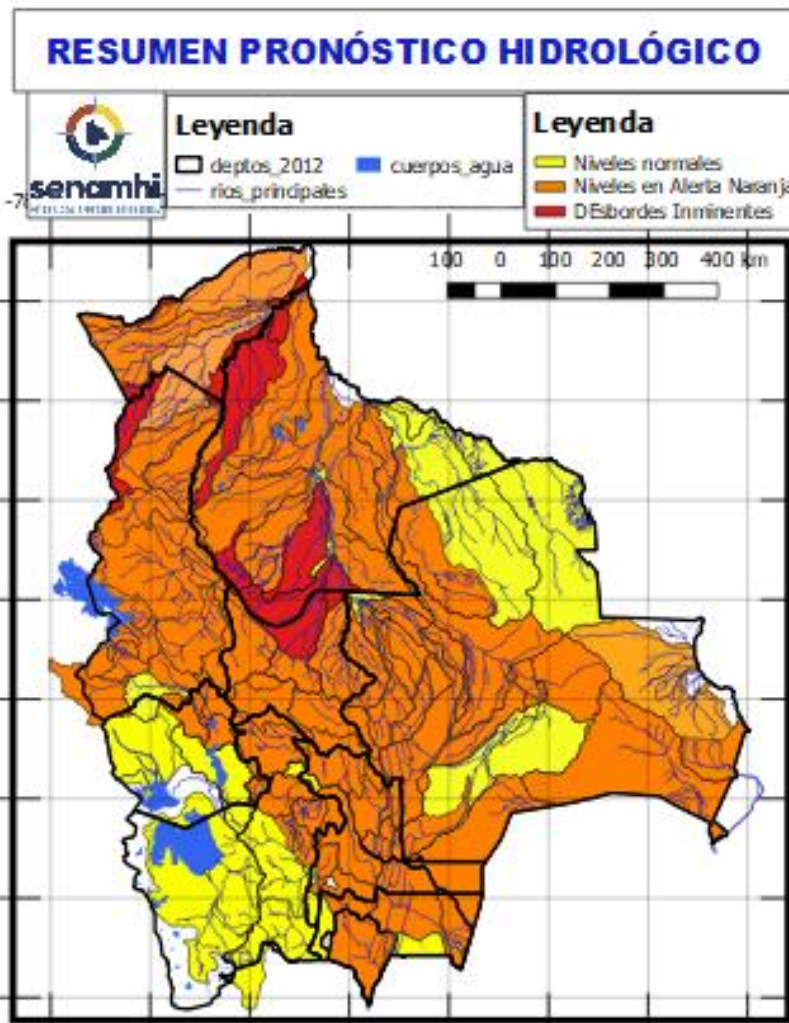 RESUMEN PRONÓSTICO HIDROLÓGICO
senamhi
Leyenda
deptos_2012 cuerpos_agua
rios_principales
Leyenda
Niveles normales
Niveles en Alerta Naranja
DEsbordes Inminentes
100 0 100 200 300 400 km